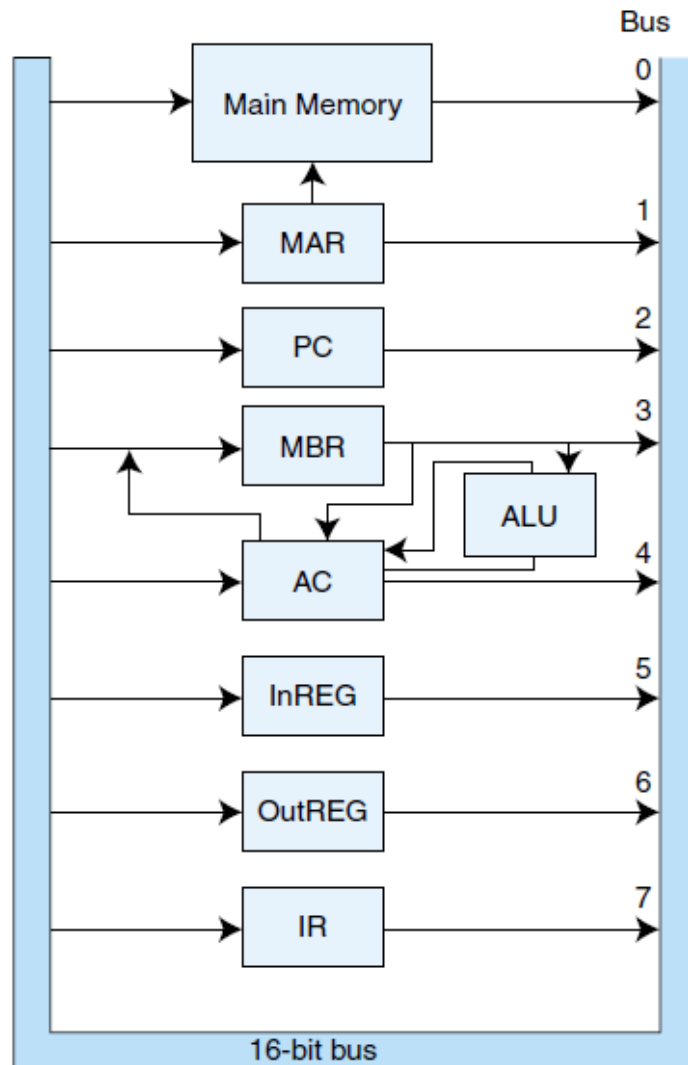 Bus
0
Main Memory
1
MAR
2
PC
3
MBR
ALU
4
AC
5
InREG
6
OutREG
7
IR
16-bit bus